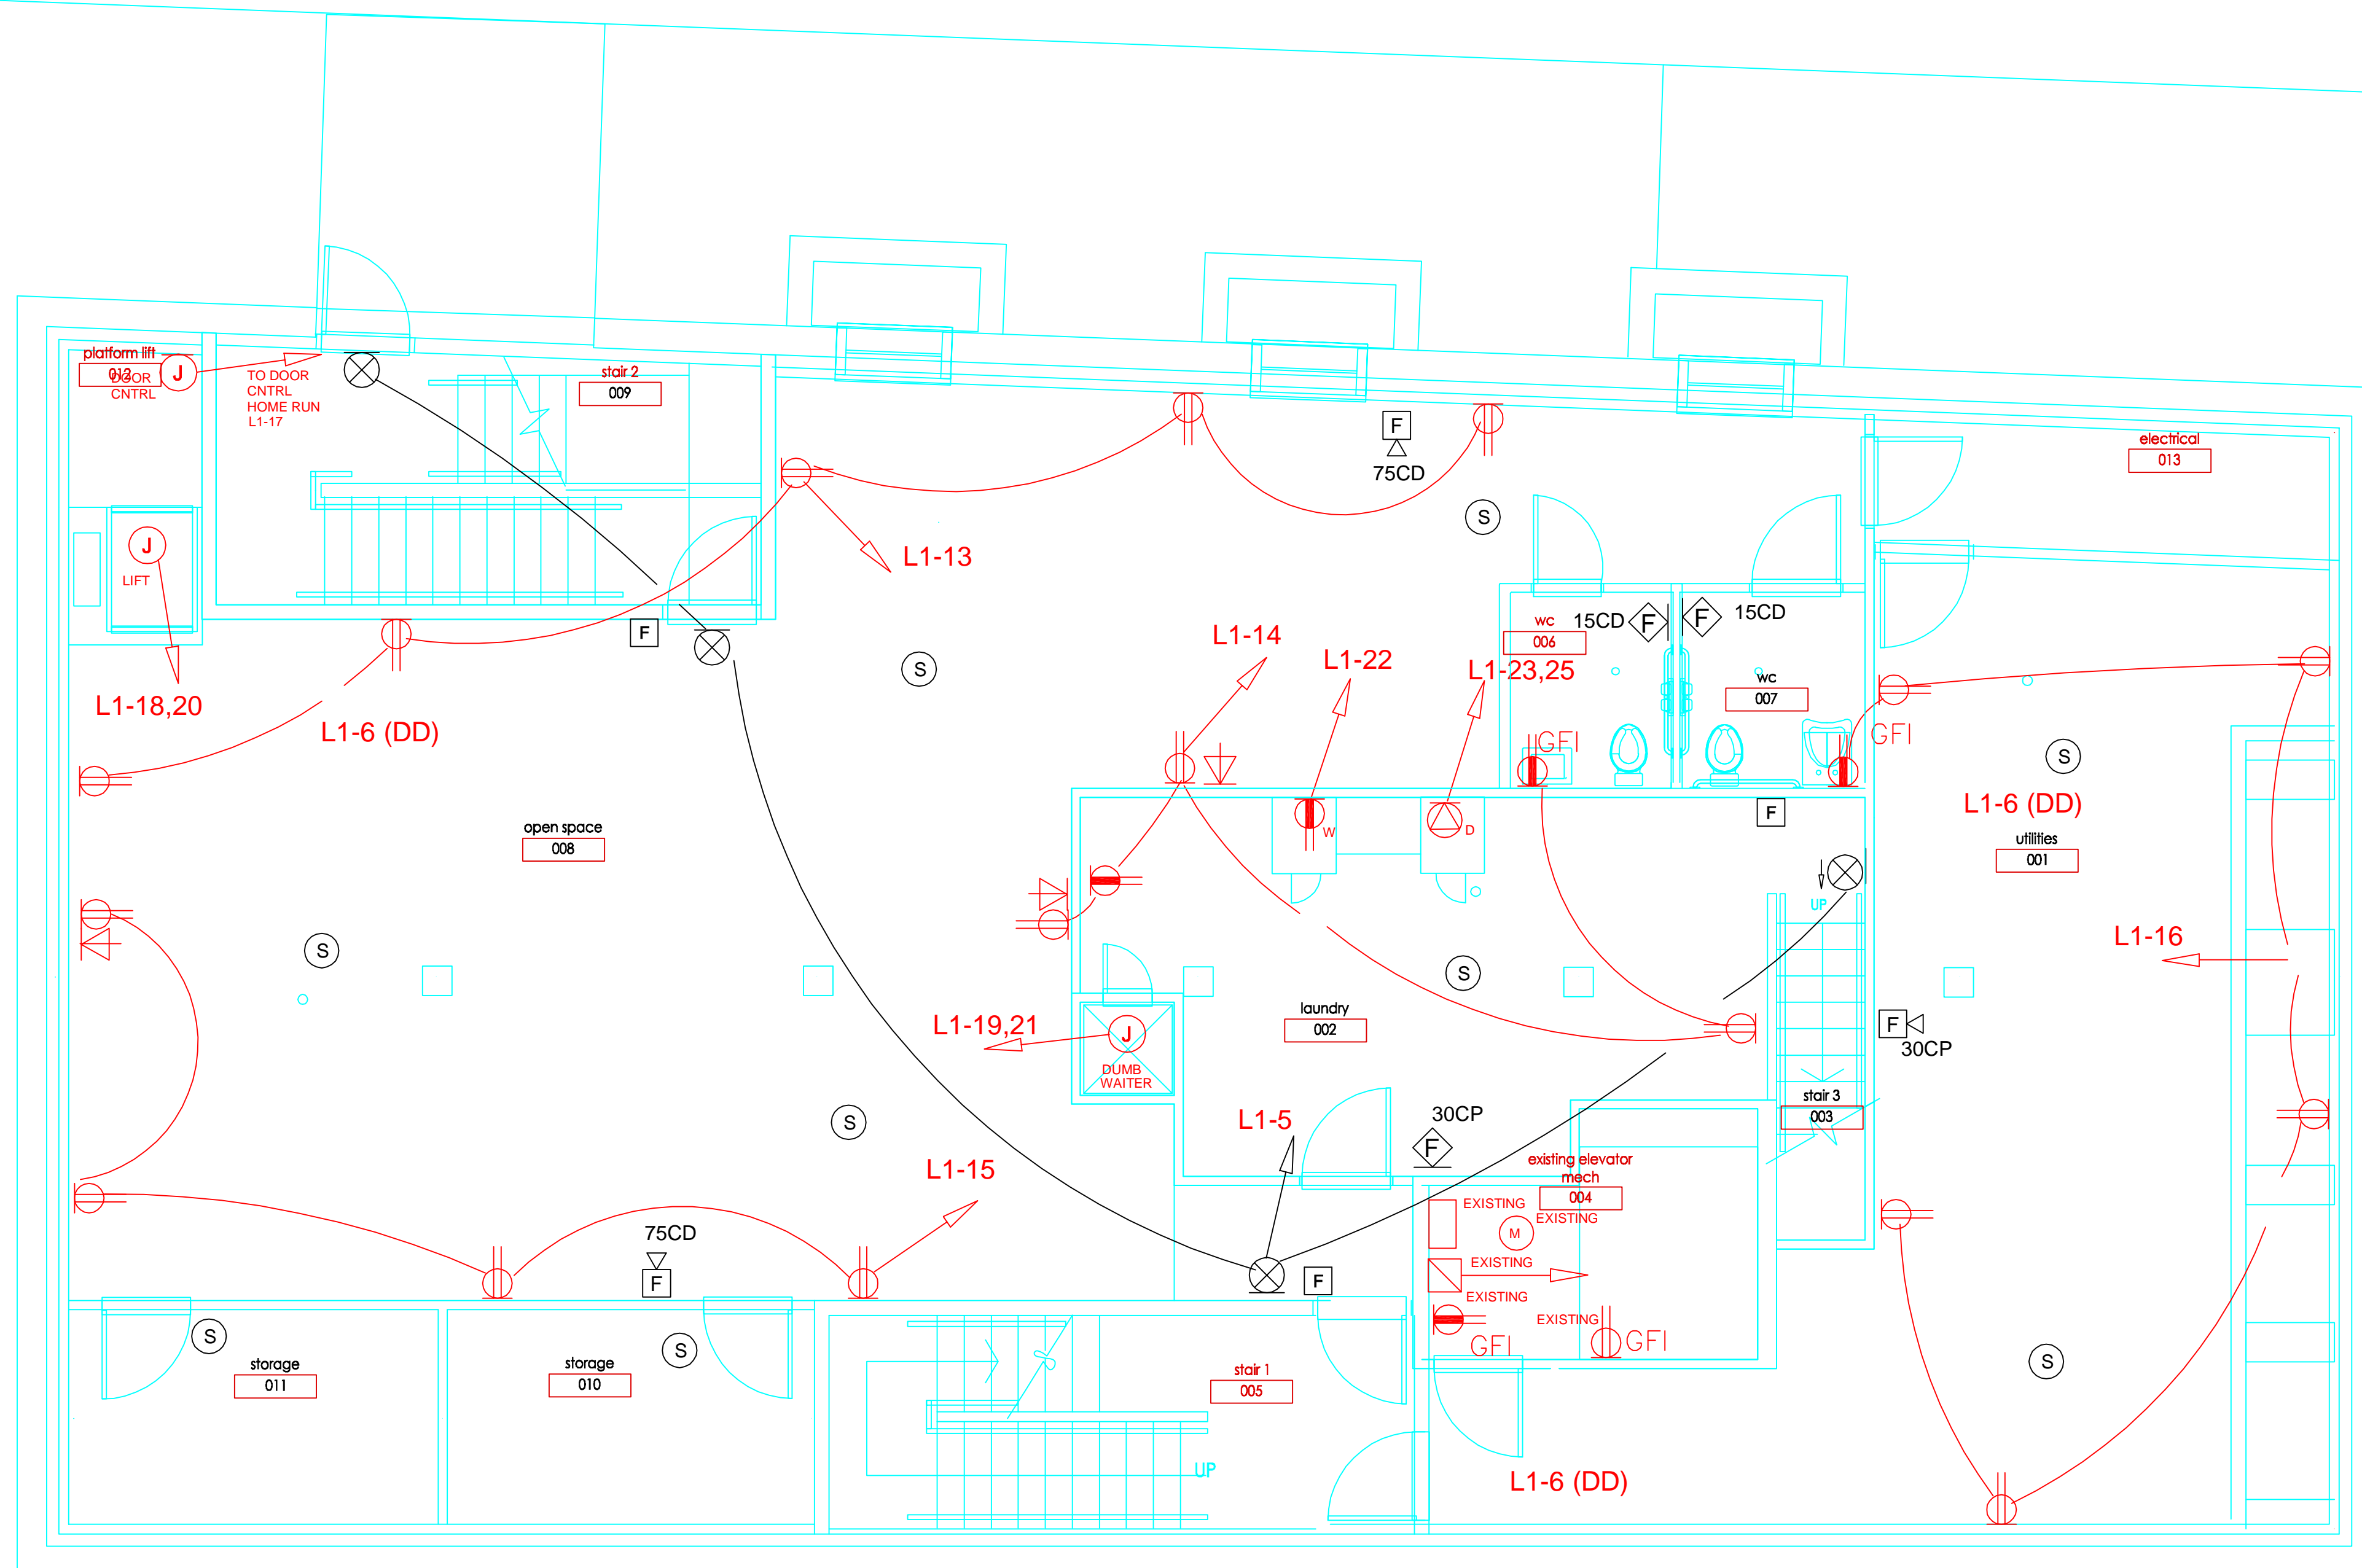 platform lift
012
DOOR
CNTRL
J
TO DOOR
CNTRL
HOME RUN
L1-17
stair 2
009
F
75CD
electrical
013
S
J
LIFT
L1-13
L1-18,20
F
L1-6 (DD)
S
L1-14
L1-22
L1-23,25
wc
006
15CD
F
F
15CD
wc
007
GFI
GFI
S
L1-6 (DD)
utilities
001
open space
008
W
D
F
UP
S
S
L1-16
L1-19,21
J
DUMB
WAITER
laundry
002
F
30CP
stair 3
003
S
L1-15
L1-5
30CP
F
existing elevator
mech
004
EXISTING
EXISTING
M
EXISTING
EXISTING
EXISTING
GFI
GFI
75CD
F
F
S
S
storage
011
storage
010
stair 1
005
UP
S
L1-6 (DD)